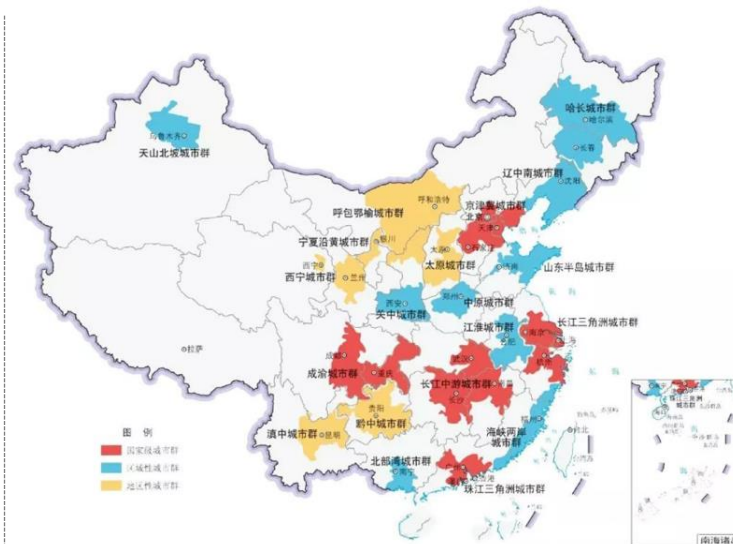 哈长城市群
哈尔滨
长春
乌鲁木齐
天山北坡城市群
辽中南城市群
沈阳
呼和浩特
京津冀城市群
北京
天津
呼包鄂榆城市群
宁夏沿黄城市群
银川
太原
石家庄
西宁
太原城市群
济南
山东半岛城市群
西宁城市群
兰州
西安
郑州
中原城市群
关中城市群
江淮城市群
长江三角洲城市群
南京
合肥
上海
拉萨
成都
武汉
杭州
成渝城市群
重庆
长江中游城市群
南昌
长沙
贵阳
黔中城市群
图 例
滇中城市群
昆明
海峡两岸
城市群
福州
台北
国家级城市群
区域性城市群
地区性城市群
北部湾城市群
南宁
广州
珠江三角洲城市群
珠江三角洲
城市群